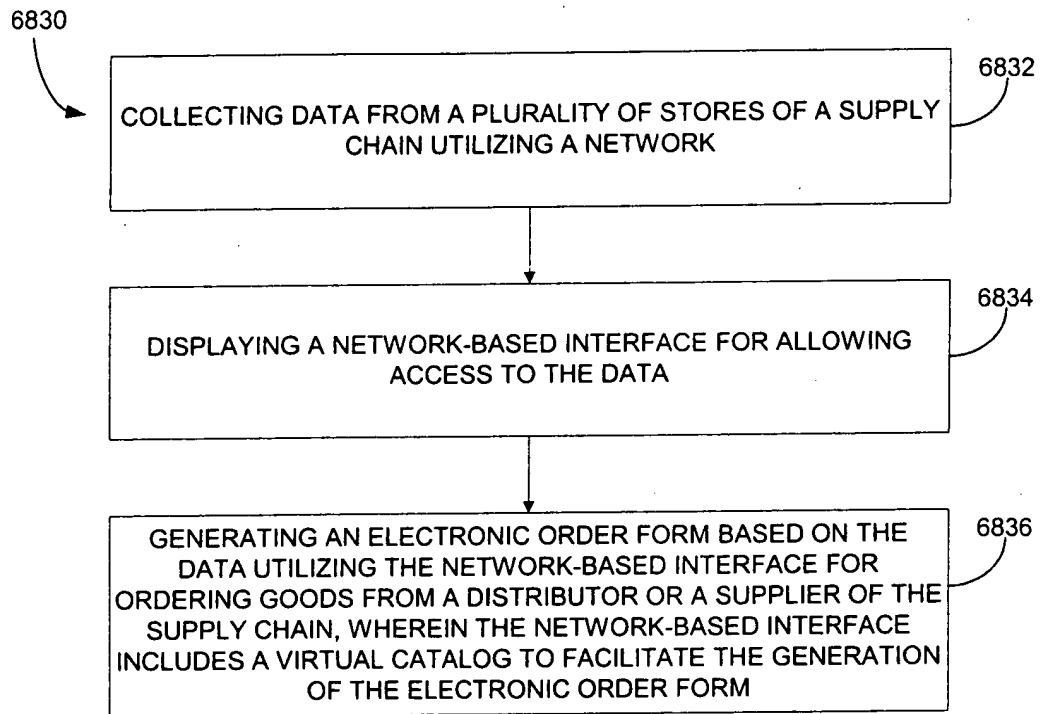 6830
6832
COLLECTING DATA FROM A PLURALITY OF STORES OF A SUPPLY
CHAIN UTILIZING A NETWORK
6834
DISPLAYING A NETWORK-BASED INTERFACE FOR ALLOWING
ACCESS TO THE DATA
6836
GENERATING AN ELECTRONIC ORDER FORM BASED ON THE
DATA UTILIZING THE NETWORK-BASED INTERFACE FOR
ORDERING GOODS FROM A DISTRIBUTOR OR A SUPPLIER OF THE
SUPPLY CHAIN, WHEREIN THE NETWORK-BASED INTERFACE
INCLUDES A VIRTUAL CATALOG TO FACILITATE THE GENERATION
OF THE ELECTRONIC ORDER FORM